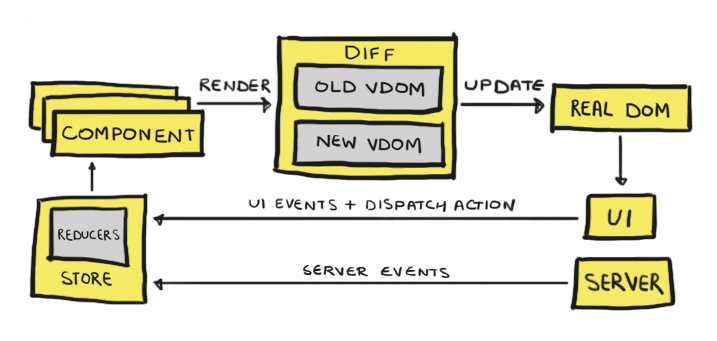 DIFF
OLD VDOM
NEW VDOM
RENDER
UPDATE
COMPONENT
REAL DOM
UI EVENTS + DISPATCH ACTION
UI
REDUCERS
STORE
SERVER EVENTS
SERVER